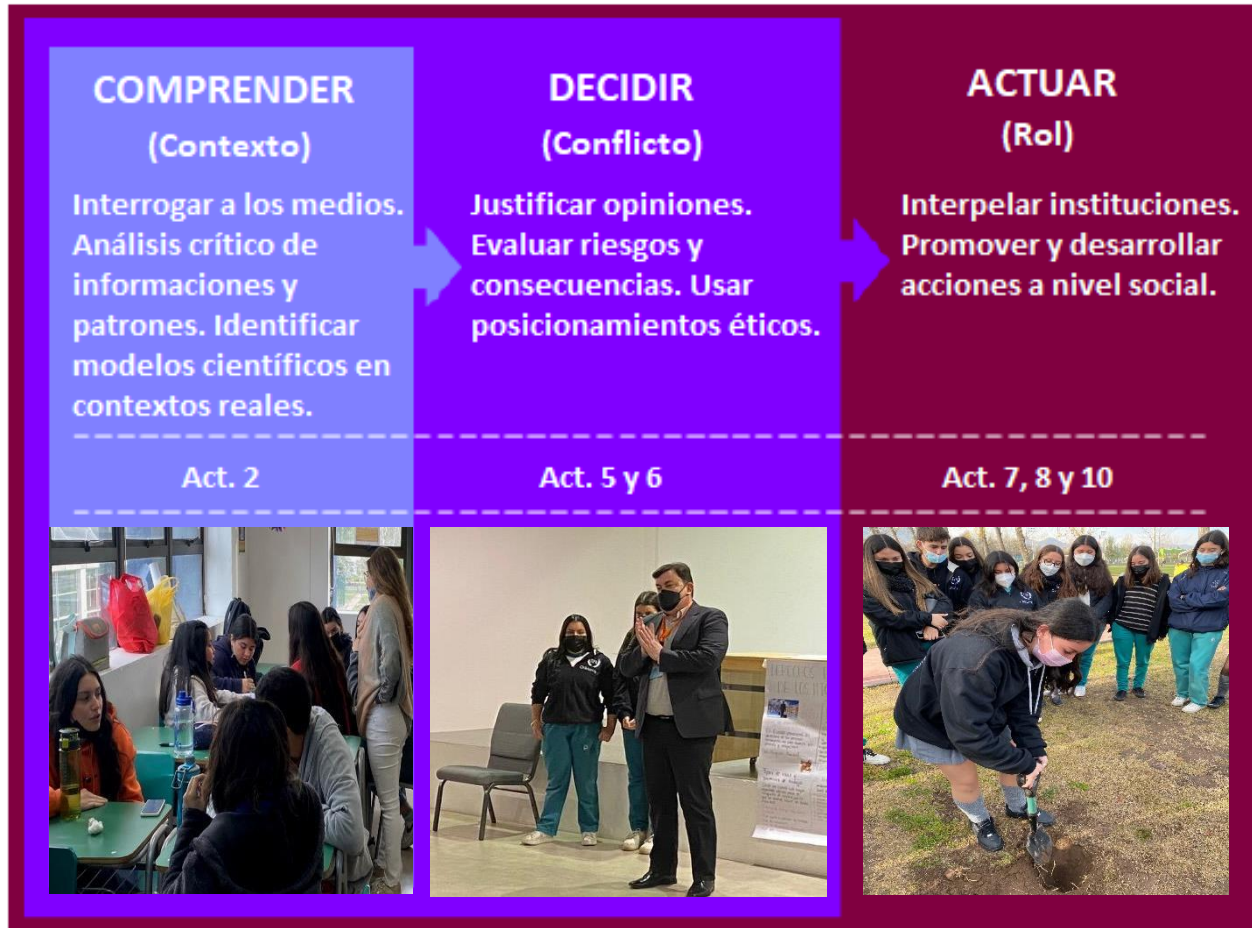 COMPRENDER
(Contexto)
Interrogar a los medios.
Análisis crítico de
informaciones y
patrones. Identificar
modelos científicos en
contextos reales.
Act. 2
DECIDIR
(Conflicto)
Justificar opiniones.
Evaluar riesgos y
consecuencias. Usar
posicionamientos éticos.
Act. 5 y 6
ACTUAR
(Rol)
Interpelar instituciones.
Promover y desarrollar
acciones a nivel social.
Act. 7, 8 y 10